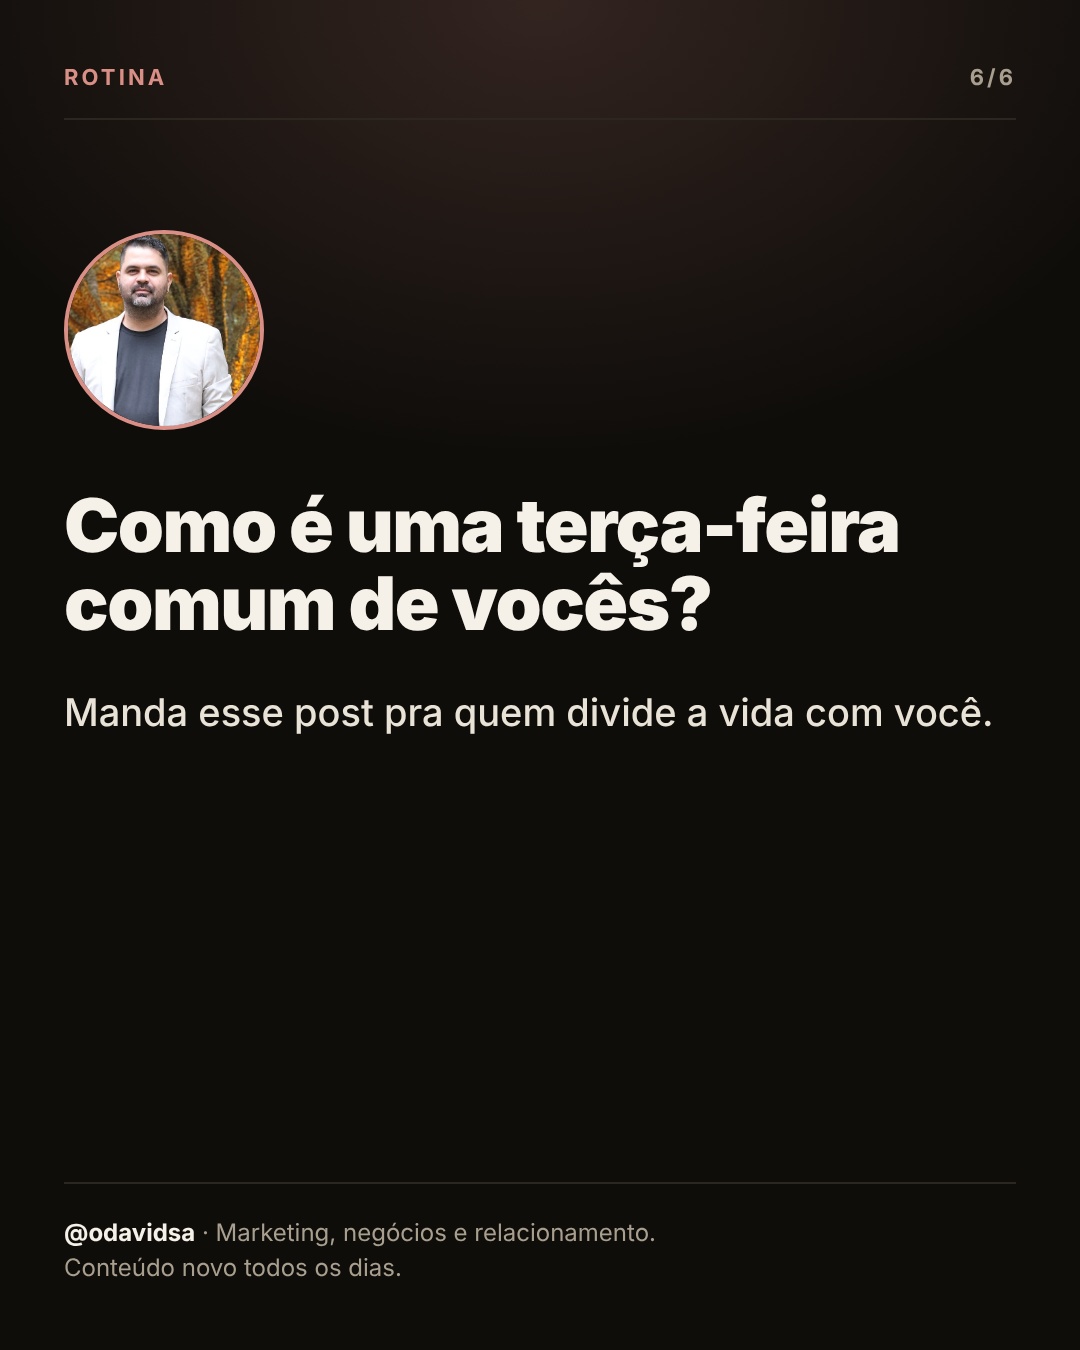 ROTINA
6/6
Como é uma terça-feira
comum de vocês?
Manda esse post pra quem divide a vida com você.
@odavidsa · Marketing, negócios e relacionamento.
Conteúdo novo todos os dias.